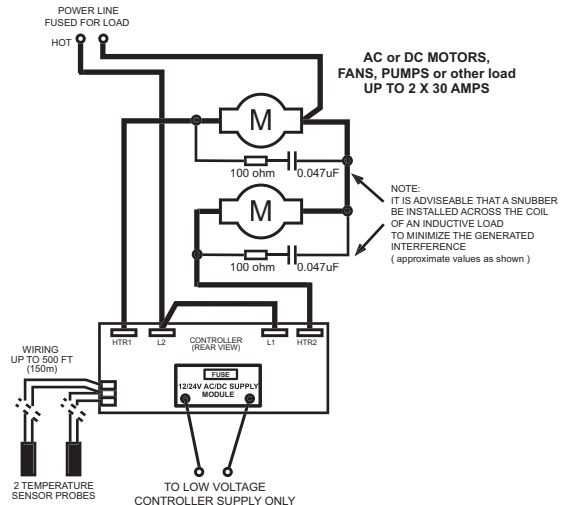 POWER LINE
FUSED FOR LOAD
HOT
AC or DC MOTORS,
FANS, PUMPS or other load
UP TO 2 X 30 AMPS
M
100 ohm
0.047uF
M
100 ohm
0.047uF
NOTE:
IT IS ADVISEABLE THAT A SNUBBER
BE INSTALLED ACROSS THE COIL
OF AN INDUCTIVE LOAD
TO MINIMIZE THE GENERATED
INTERFERENCE
( approximate values as shown )
HTR1
L2
CONTROLLER
(REAR VIEW)
L1
HTR2
WIRING
UP TO 500 FT
(150m)
FUSE
12/24V AC/DC SUPPLY
MODULE
2 TEMPERATURE
SENSOR PROBES
TO LOW VOLTAGE
CONTROLLER SUPPLY ONLY